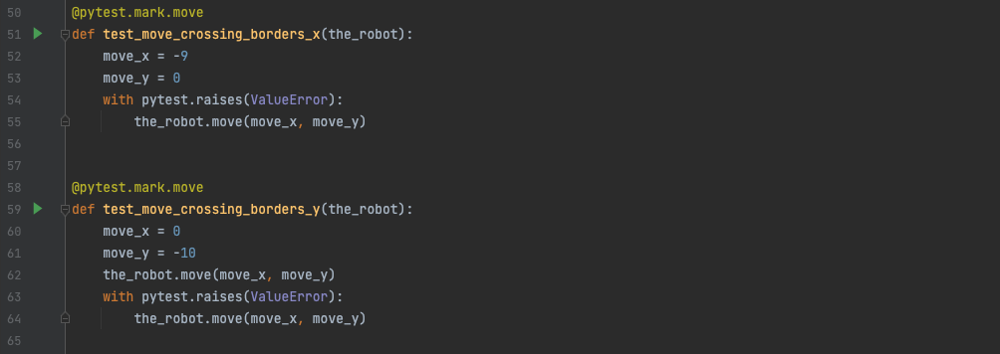 50 @pytest.mark.move
51 def test_move_crossing_borders_x(the_robot):
52     move_x = -9
53     move_y = 0
54     with pytest.raises(ValueError):
55         the_robot.move(move_x, move_y)
56
57
58 @pytest.mark.move
59 def test_move_crossing_borders_y(the_robot):
60     move_x = 0
61     move_y = -10
62     the_robot.move(move_x, move_y)
63     with pytest.raises(ValueError):
64         the_robot.move(move_x, move_y)
65